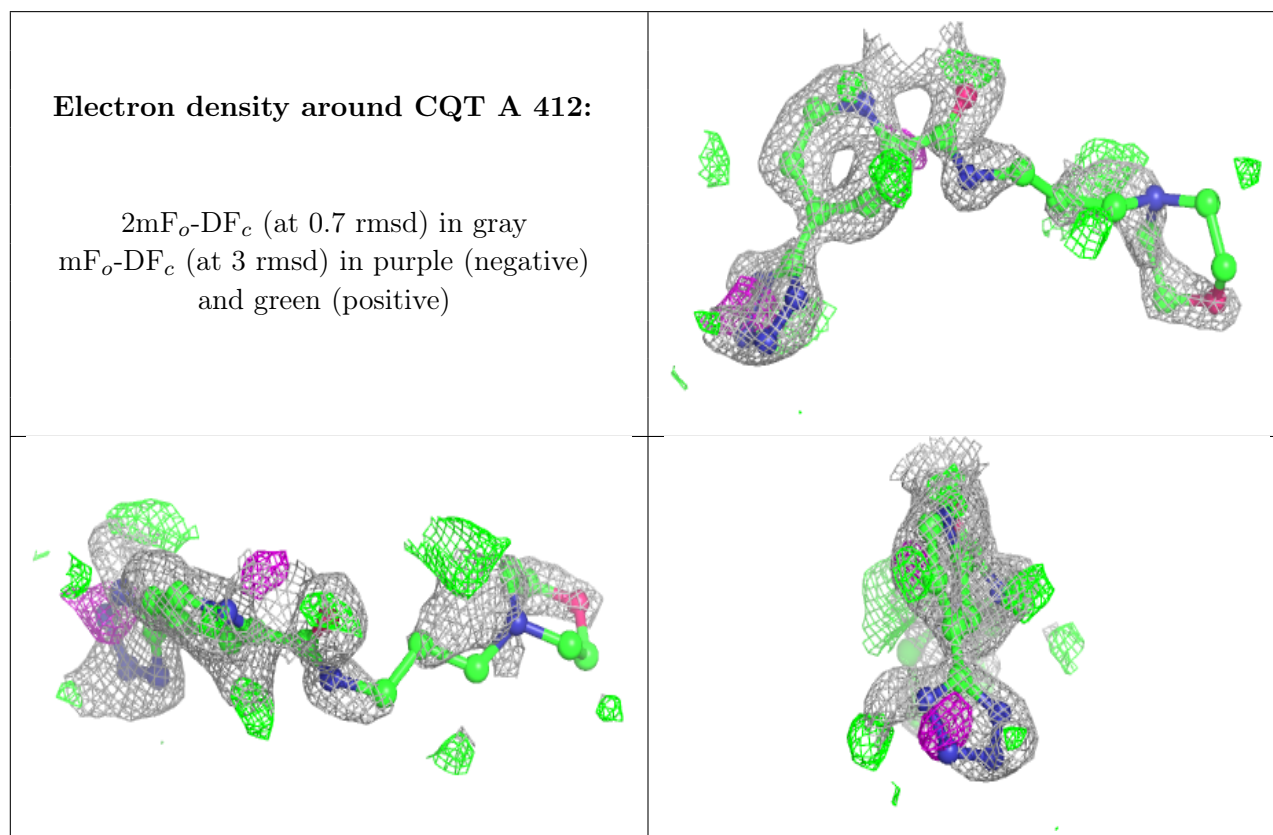 Electron density around CQT A 412:
2mFo-DFc (at 0.7 rmsd) in gray
mFo-DFc (at 3 rmsd) in purple (negative)
and green (positive)